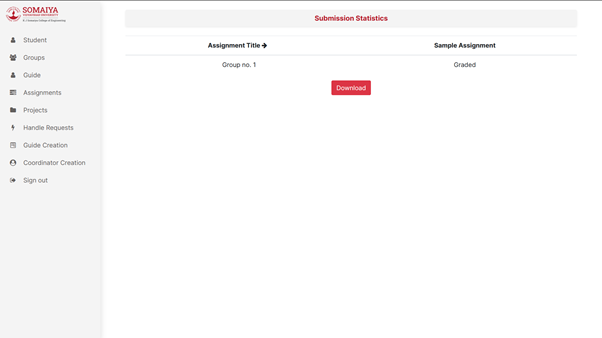 SOMAIYA
VIDYAVIHAR UNIVERSITY
K J Somaiya College of Engineering
Student
Groups
Guide
Assignments
Projects
Handle Requests
Guide Creation
Coordinator Creation
Sign out
Submission Statistics
Assignment Title → Sample Assignment
Group no. 1 Graded
Download